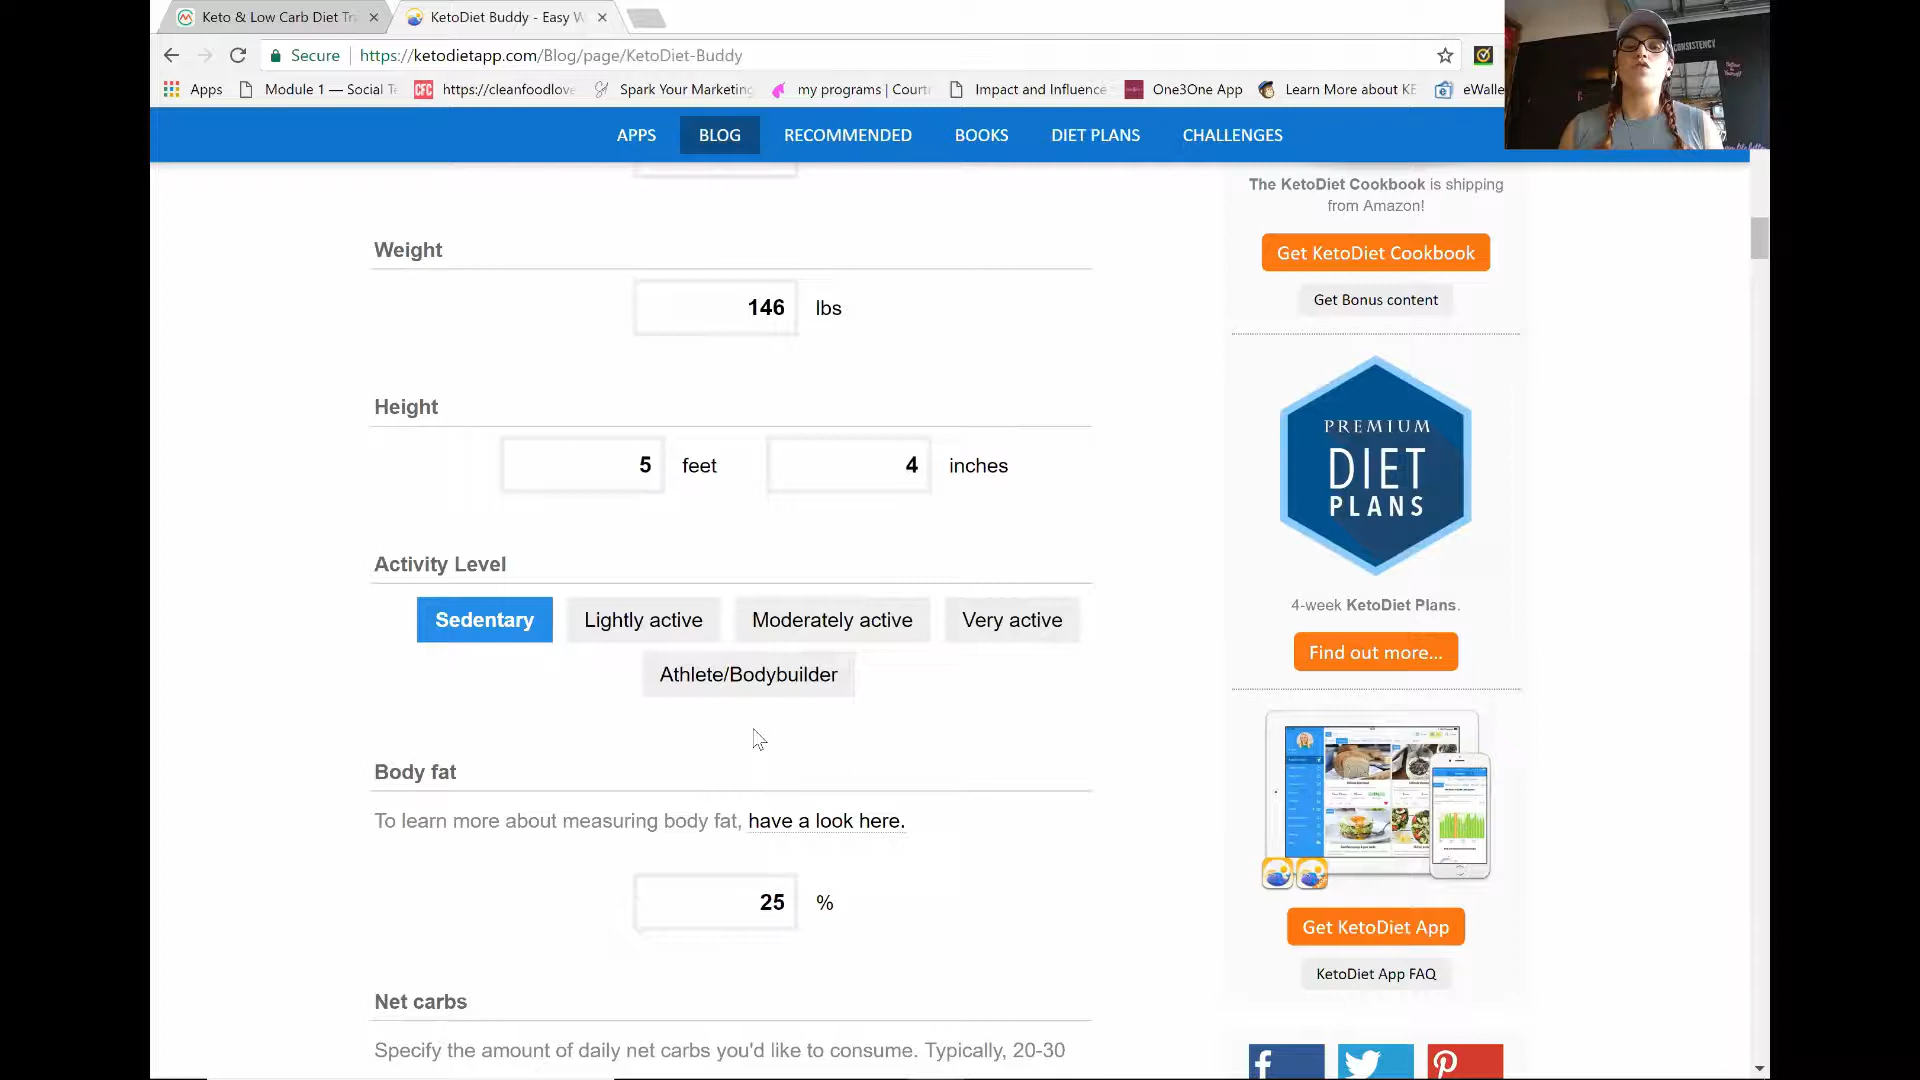 Keto & Low Carb Diet Tr
KetoDiet Buddy - Easy W
Secure https://ketodietapp.com/Blog/page/KetoDiet-Buddy
Apps Module 1 — Social T CFC https://cleanfoodlove Spark Your Marketing my programs | Court Impact and Influence One3One App Learn More about KE eWalle
CONSISTENCY
APPS BLOG RECOMMENDED BOOKS DIET PLANS CHALLENGES
Weight
146 lbs
Height
5 feet 4 inches
Activity Level
Sedentary Lightly active Moderately active Very active
Athlete/Bodybuilder
Body fat
To learn more about measuring body fat, have a look here.
25 %
Net carbs
Specify the amount of daily net carbs you'd like to consume. Typically, 20-30
The KetoDiet Cookbook is shipping
from Amazon!
Get KetoDiet Cookbook
Get Bonus content
PREMIUM
DIET
PLANS
4-week KetoDiet Plans.
Find out more...
Get KetoDiet App
KetoDiet App FAQ